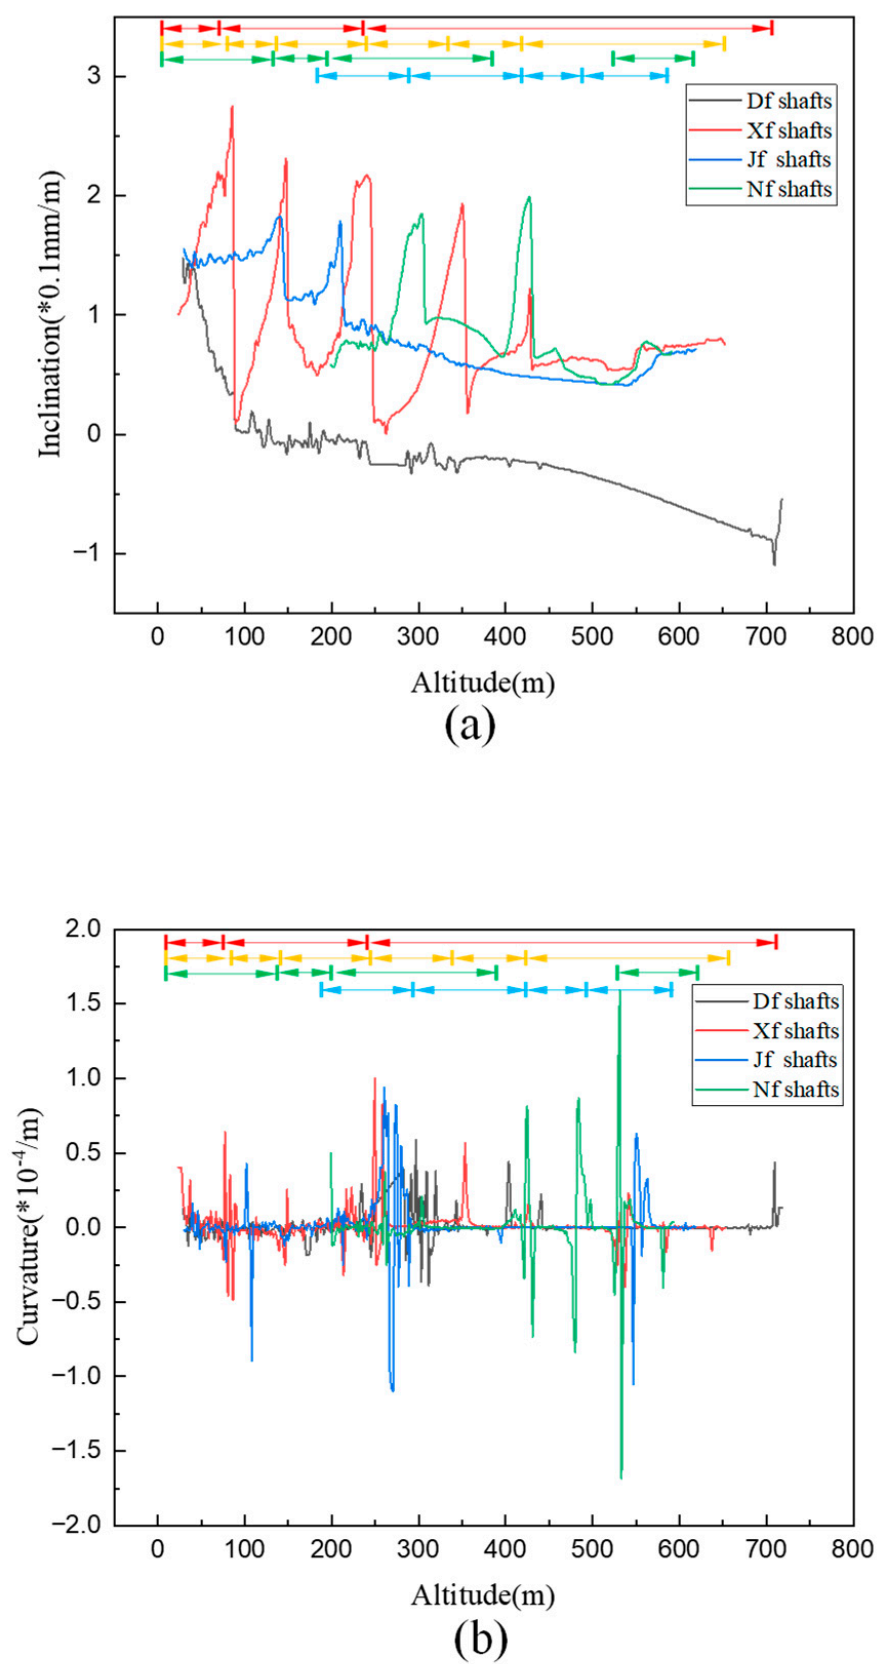 3
2
1
0
−1
Inclination(*0.1mm/m)
Df shafts
Xf shafts
Jf shafts
Nf shafts
0 100 200 300 400 500 600 700 800
Altitude(m)
(a)
2.0
1.5
1.0
0.5
0.0
−0.5
−1.0
−1.5
−2.0
Curvature(*10⁻⁴/m)
Df shafts
Xf shafts
Jf shafts
Nf shafts
0 100 200 300 400 500 600 700 800
Altitude(m)
(b)